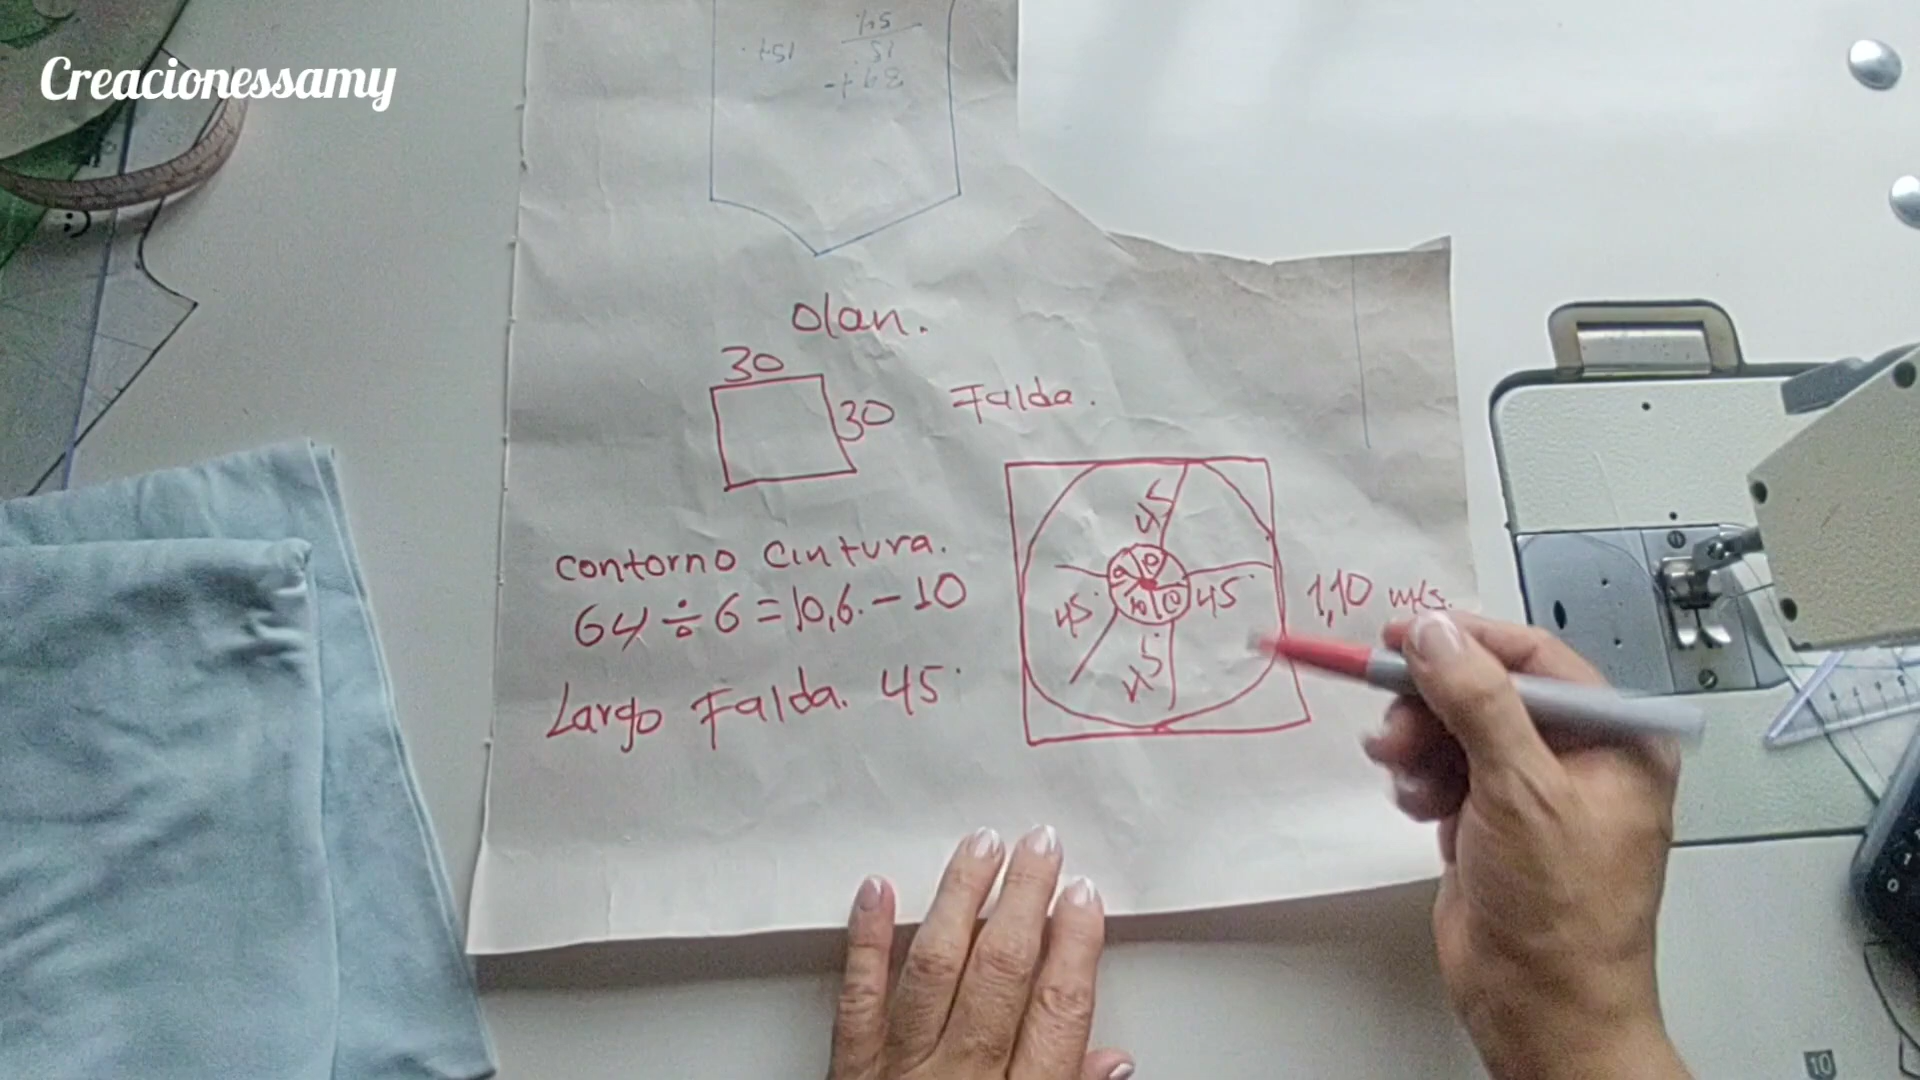 Creacionessamy
olan.
30
30
Falda.
contorno cintura.
64 ÷ 6 = 10,6. - 10
Largo Falda. 45
45
45
45
45
10
1,10 mts.
10